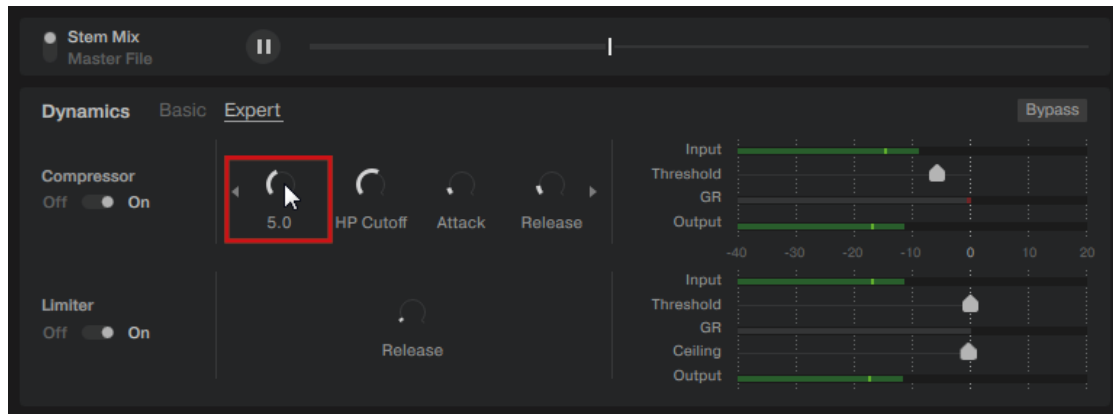 Stem Mix
Master File
Dynamics Basic Expert Bypass
Compressor
Off On
5.0 HP Cutoff Attack Release
Input
Threshold
GR
Output
-40 -30 -20 -10 0 10 20
Limiter
Off On
Release
Input
Threshold
GR
Ceiling
Output